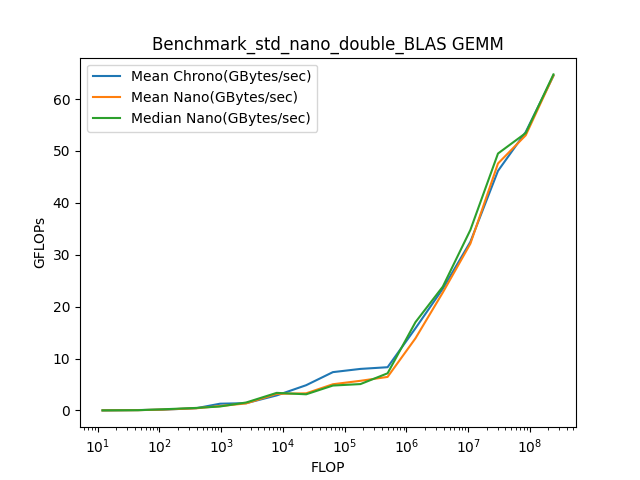 Benchmark_std_nano_double_BLAS GEMM
Mean Chrono(GBytes/sec)
Mean Nano(GBytes/sec)
Median Nano(GBytes/sec)
GFLOPs
60
50
40
30
20
10
0
10¹ 10² 10³ 10⁴ 10⁵ 10⁶ 10⁷ 10⁸
FLOP